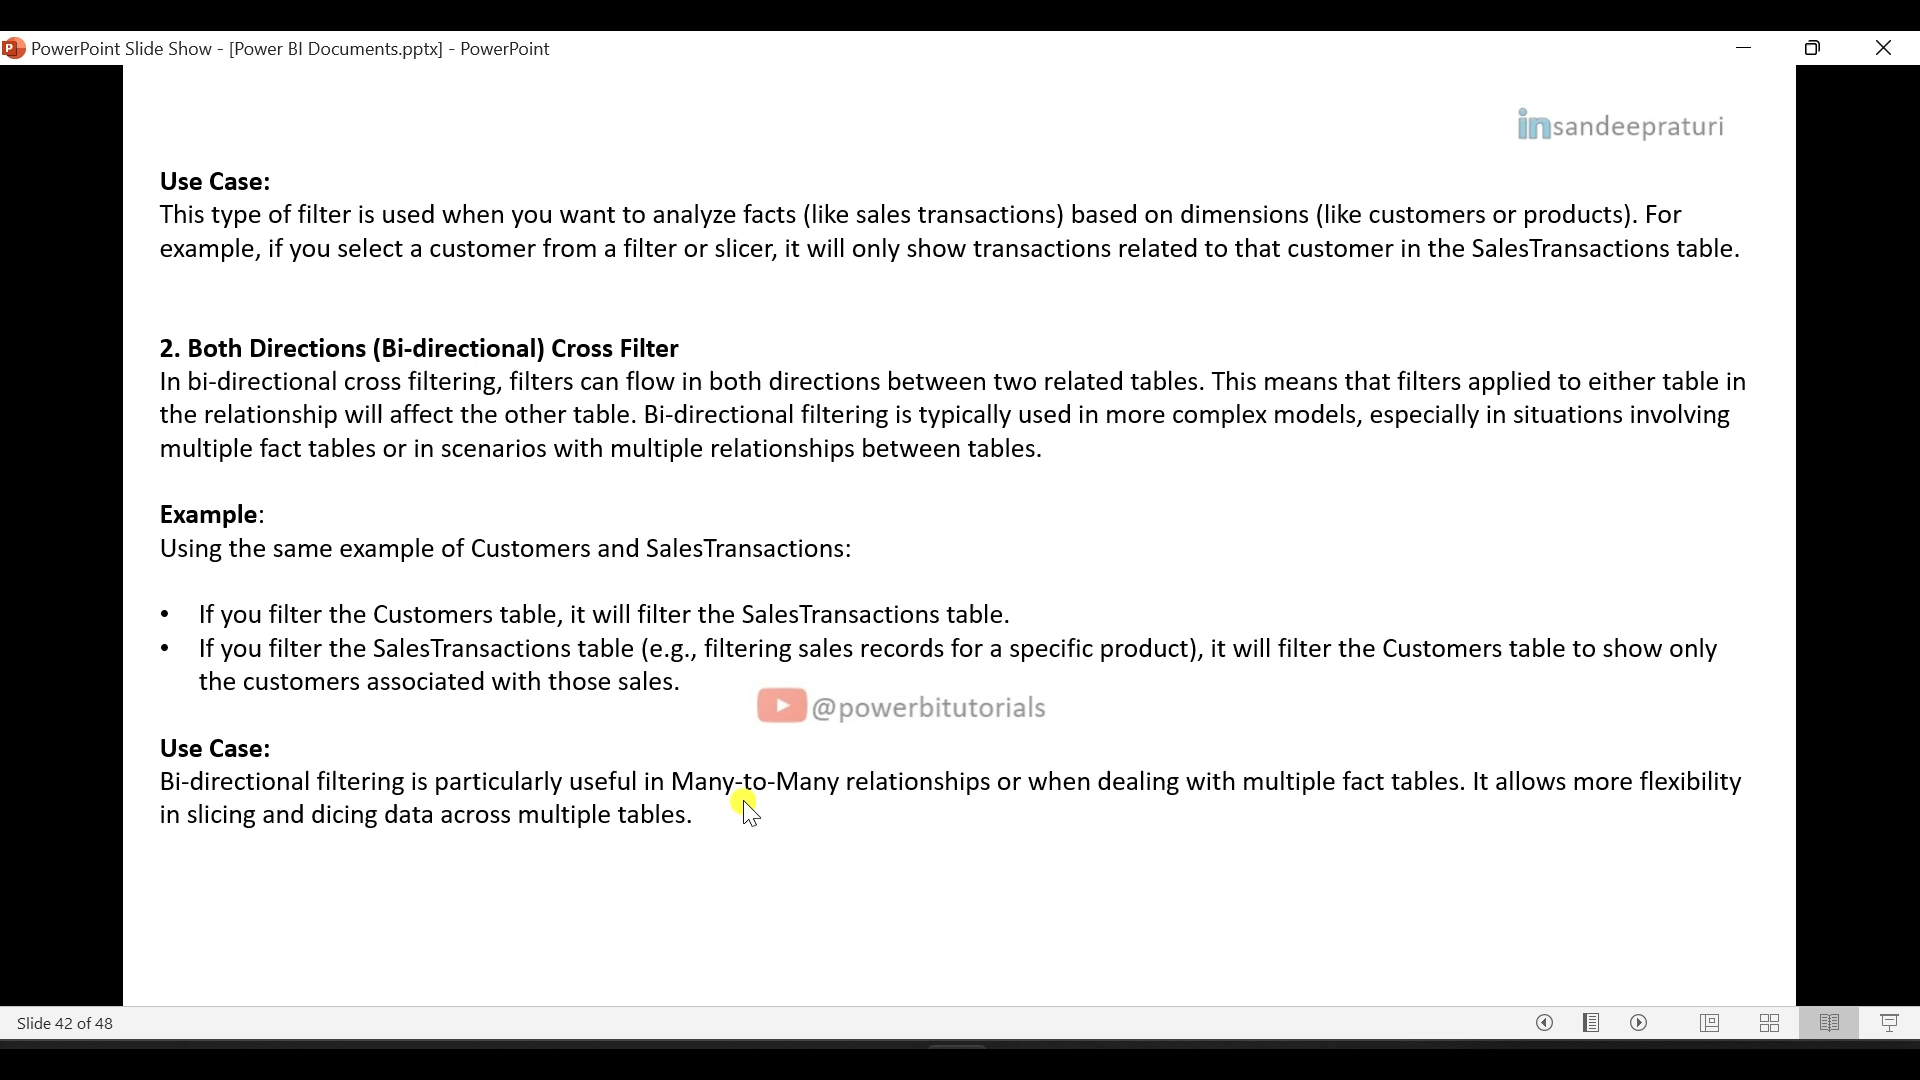 PowerPoint Slide Show - [Power BI Documents.pptx] - PowerPoint
in sandeepraturi
Use Case:
This type of filter is used when you want to analyze facts (like sales transactions) based on dimensions (like customers or products). For
example, if you select a customer from a filter or slicer, it will only show transactions related to that customer in the SalesTransactions table.
2. Both Directions (Bi-directional) Cross Filter
In bi-directional cross filtering, filters can flow in both directions between two related tables. This means that filters applied to either table in
the relationship will affect the other table. Bi-directional filtering is typically used in more complex models, especially in situations involving
multiple fact tables or in scenarios with multiple relationships between tables.
Example:
Using the same example of Customers and SalesTransactions:
• If you filter the Customers table, it will filter the SalesTransactions table.
• If you filter the SalesTransactions table (e.g., filtering sales records for a specific product), it will filter the Customers table to show only
the customers associated with those sales.
@powerbitutorials
Use Case:
Bi-directional filtering is particularly useful in Many-to-Many relationships or when dealing with multiple fact tables. It allows more flexibility
in slicing and dicing data across multiple tables.
Slide 42 of 48